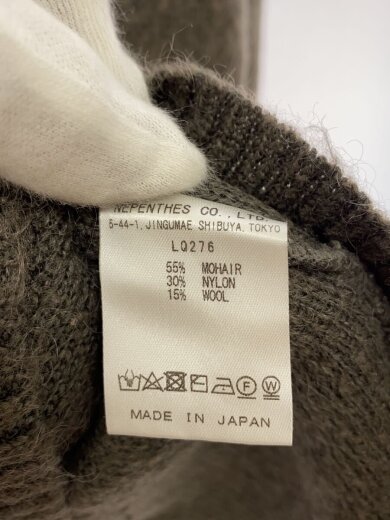 NEPENTHES CO., LTD.
5-44-1, JINGUMAE SHIBUYA, TOKYO
LQ276
55% MOHAIR
30% NYLON
15% WOOL
F W
MADE IN JAPAN